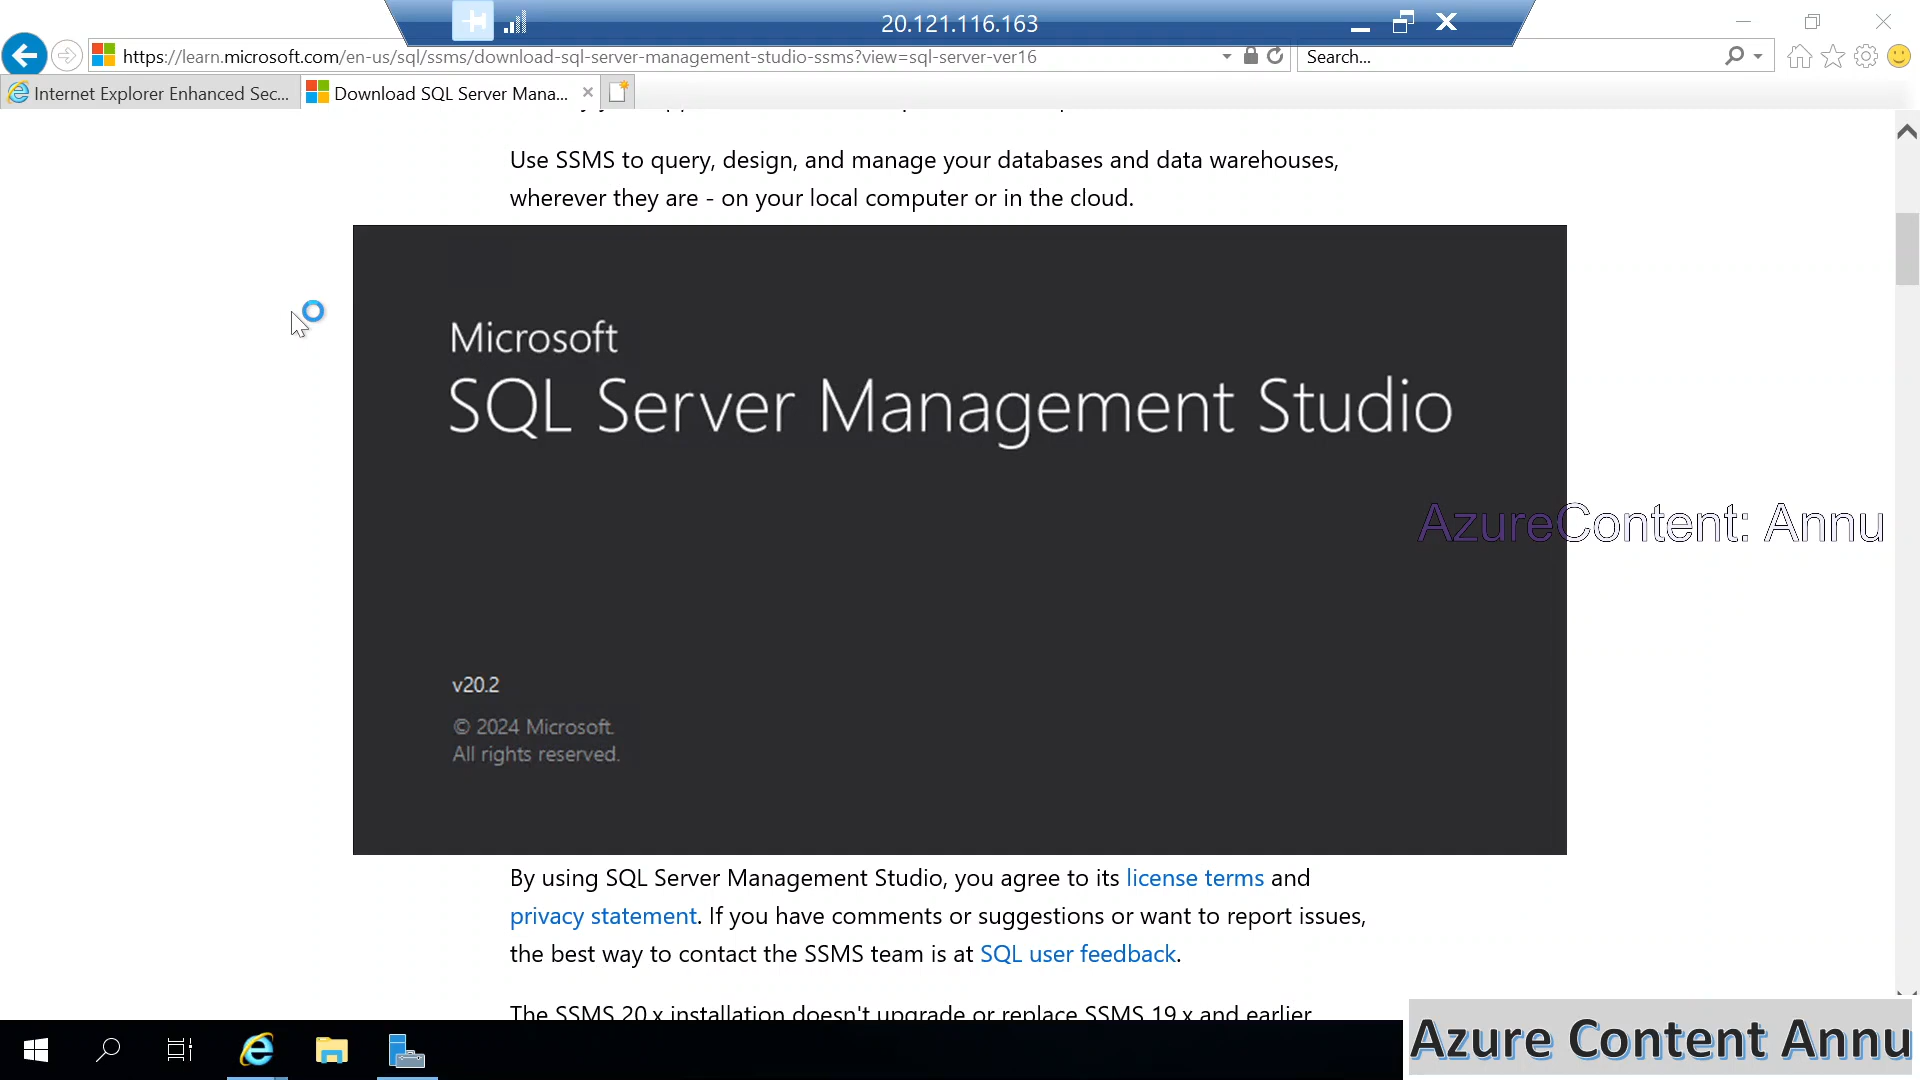 20.121.116.163
https://learn.microsoft.com/en-us/sql/ssms/download-sql-server-management-studio-ssms?view=sql-server-ver16
Search...
Internet Explorer Enhanced Sec...
Download SQL Server Mana...
Use SSMS to query, design, and manage your databases and data warehouses,
wherever they are - on your local computer or in the cloud.
Microsoft
SQL Server Management Studio
AzureContent: Annu
v20.2
© 2024 Microsoft.
All rights reserved.
By using SQL Server Management Studio, you agree to its license terms and
privacy statement. If you have comments or suggestions or want to report issues,
the best way to contact the SSMS team is at SQL user feedback.
The SSMS 20.x installation doesn't upgrade or replace SSMS 19.x and earlier
Azure Content Annu